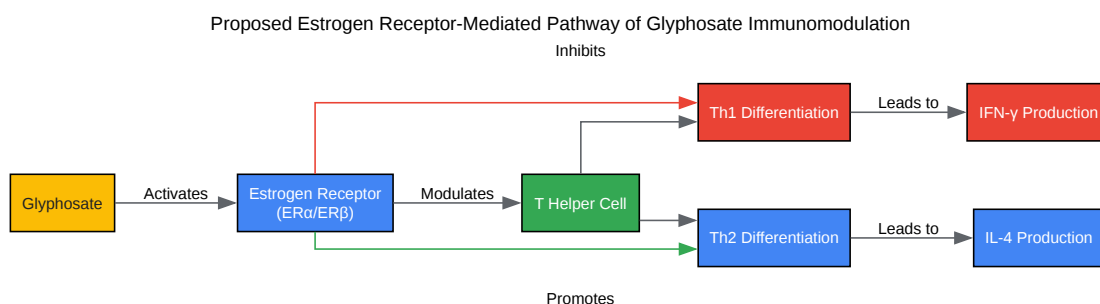 Proposed Estrogen Receptor-Mediated Pathway of Glyphosate Immunomodulation
Inhibits
Th1 Differentiation
Leads to
IFN-γ Production
Glyphosate
Activates
Estrogen Receptor
(ERα/ERβ)
Modulates
T Helper Cell
Th2 Differentiation
Leads to
IL-4 Production
Promotes